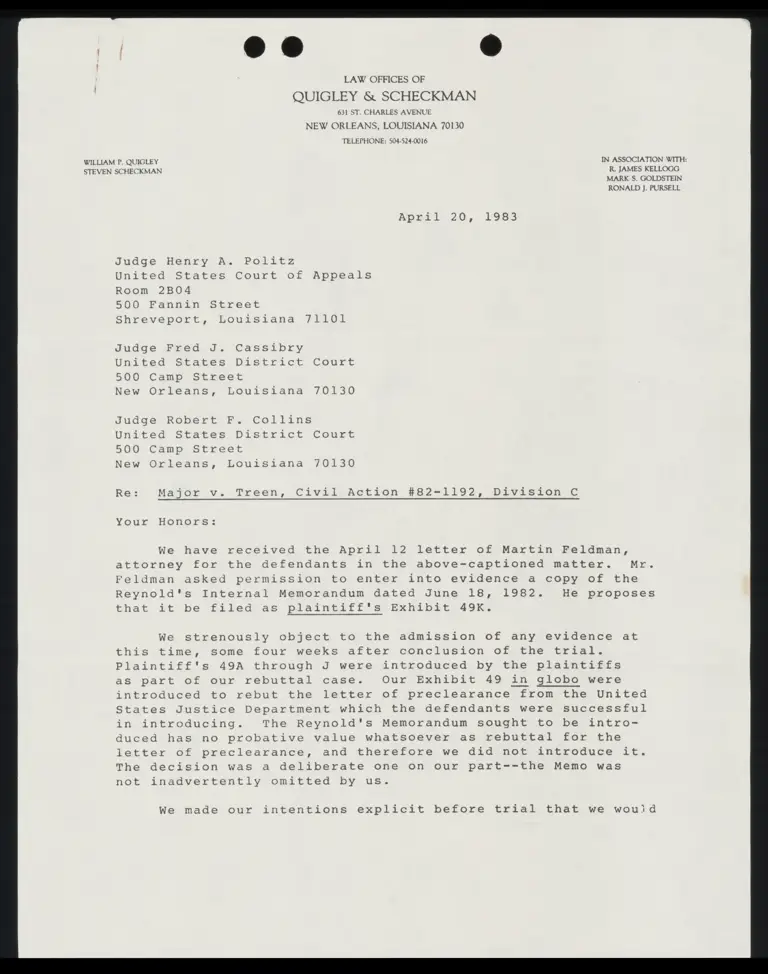 LAW OFFICES OF
QUIGLEY & SCHECKMAN
631 ST. CHARLES AVENUE
NEW ORLEANS, LOUISIANA 70130
TELEPHONE: 504-524-0016
WILLIAM P. QUIGLEY
STEVEN SCHECKMAN
IN ASSOCIATION WITH:
R. JAMES KELLOGG
MARK S. GOLDSTEIN
RONALD J. PURSELL
April 20, 1983
Judge Henry A. Politz
United States Court of Appeals
Room 2B04
500 Fannin Street
Shreveport, Louisiana 71101
Judge Fred J. Cassibry
United States District Court
500 Camp Street
New Orleans, Louisiana 70130
Judge Robert F. Collins
United States District Court
500 Camp Street
New Orleans, Louisiana 70130
Re: Major v. Treen, Civil Action #82-1192, Division C
Your Honors:
We have received the April 12 letter of Martin Feldman,
attorney for the defendants in the above-captioned matter. Mr.
Feldman asked permission to enter into evidence a copy of the
Reynold's Internal Memorandum dated June 18, 1982. He proposes
that it be filed as plaintiff's Exhibit 49K.
We strenously object to the admission of any evidence at
this time, some four weeks after conclusion of the trial.
Plaintiff's 49A through J were introduced by the plaintiffs
as part of our rebuttal case. Our Exhibit 49 in globo were
introduced to rebut the letter of preclearance from the United
States Justice Department which the defendants were successful
in introducing. The Reynold's Memorandum sought to be intro-
duced has no probative value whatsoever as rebuttal for the
letter of preclearance, and therefore we did not introduce it.
The decision was a deliberate one on our part--the Memo was
not inadvertently omitted by us.
We made our intentions explicit before trial that we would